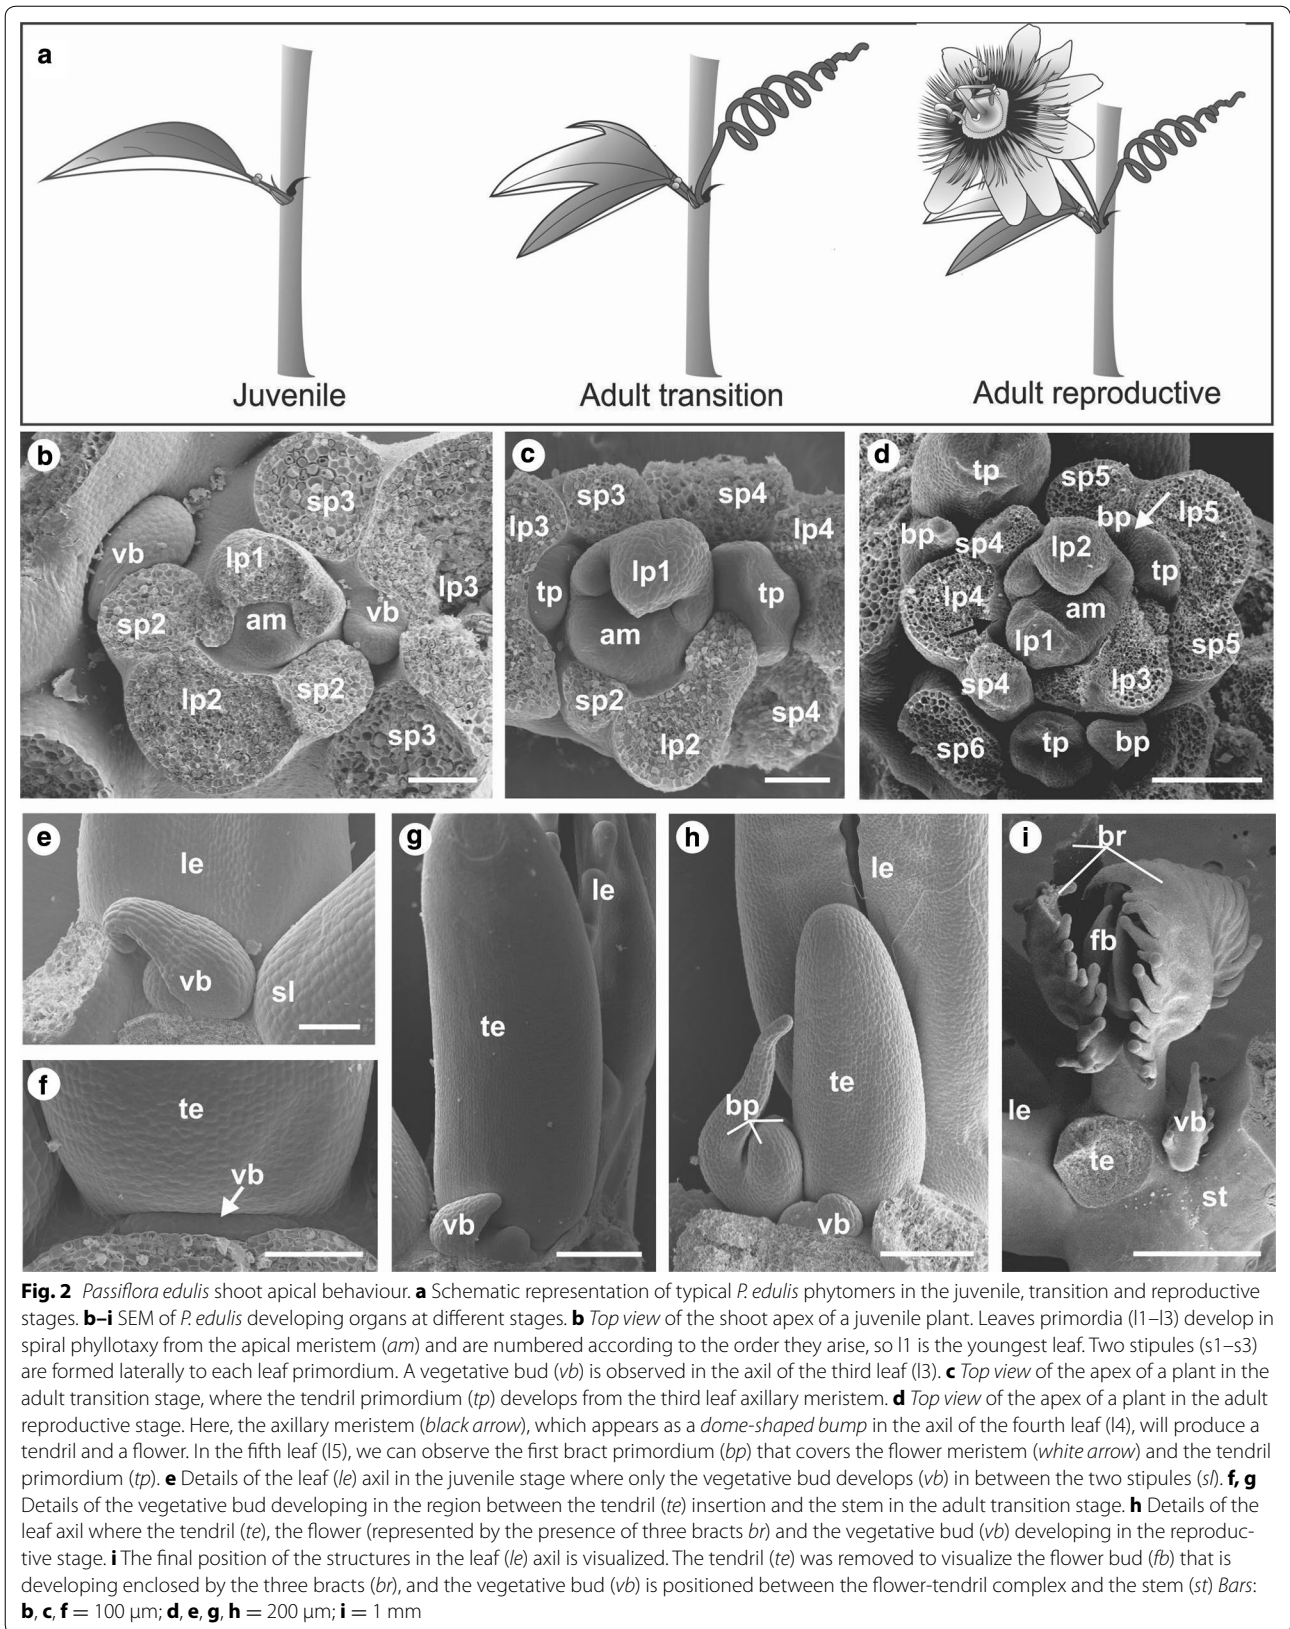 a
Juvenile
Adult transition
Adult reproductive
b
sp3
vb
lp1
lp3
sp2
am
vb
lp2
sp2
sp3
c
sp3
sp4
lp3
lp4
tp
lp1
tp
am
sp2
lp2
sp4
d
tp
sp5
bp
lp5
bp
sp4
lp2
tp
lp4
am
lp1
sp5
sp4
lp3
sp6
tp
bp
e
le
vb
sl
f
te
vb
g
le
te
vb
h
le
te
bp
vb
i
br
fb
le
vb
te
st
Fig. 2 Passiflora edulis shoot apical behaviour. a Schematic representation of typical P. edulis phytomers in the juvenile, transition and reproductive
stages. b–i SEM of P. edulis developing organs at different stages. b Top view of the shoot apex of a juvenile plant. Leaves primordia (l1–l3) develop in
spiral phyllotaxy from the apical meristem (am) and are numbered according to the order they arise, so l1 is the youngest leaf. Two stipules (s1–s3)
are formed laterally to each leaf primordium. A vegetative bud (vb) is observed in the axil of the third leaf (l3). c Top view of the apex of a plant in the
adult transition stage, where the tendril primordium (tp) develops from the third leaf axillary meristem. d Top view of the apex of a plant in the adult
reproductive stage. Here, the axillary meristem (black arrow), which appears as a dome-shaped bump in the axil of the fourth leaf (l4), will produce a
tendril and a flower. In the fifth leaf (l5), we can observe the first bract primordium (bp) that covers the flower meristem (white arrow) and the tendril
primordium (tp). e Details of the leaf (le) axil in the juvenile stage where only the vegetative bud develops (vb) in between the two stipules (sl). f, g
Details of the vegetative bud developing in the region between the tendril (te) insertion and the stem in the adult transition stage. h Details of the
leaf axil where the tendril (te), the flower (represented by the presence of three bracts br) and the vegetative bud (vb) developing in the reproduc-
tive stage. i The final position of the structures in the leaf (le) axil is visualized. The tendril (te) was removed to visualize the flower bud (fb) that is
developing enclosed by the three bracts (br), and the vegetative bud (vb) is positioned between the flower-tendril complex and the stem (st) Bars:
b, c, f = 100 μm; d, e, g, h = 200 μm; i = 1 mm